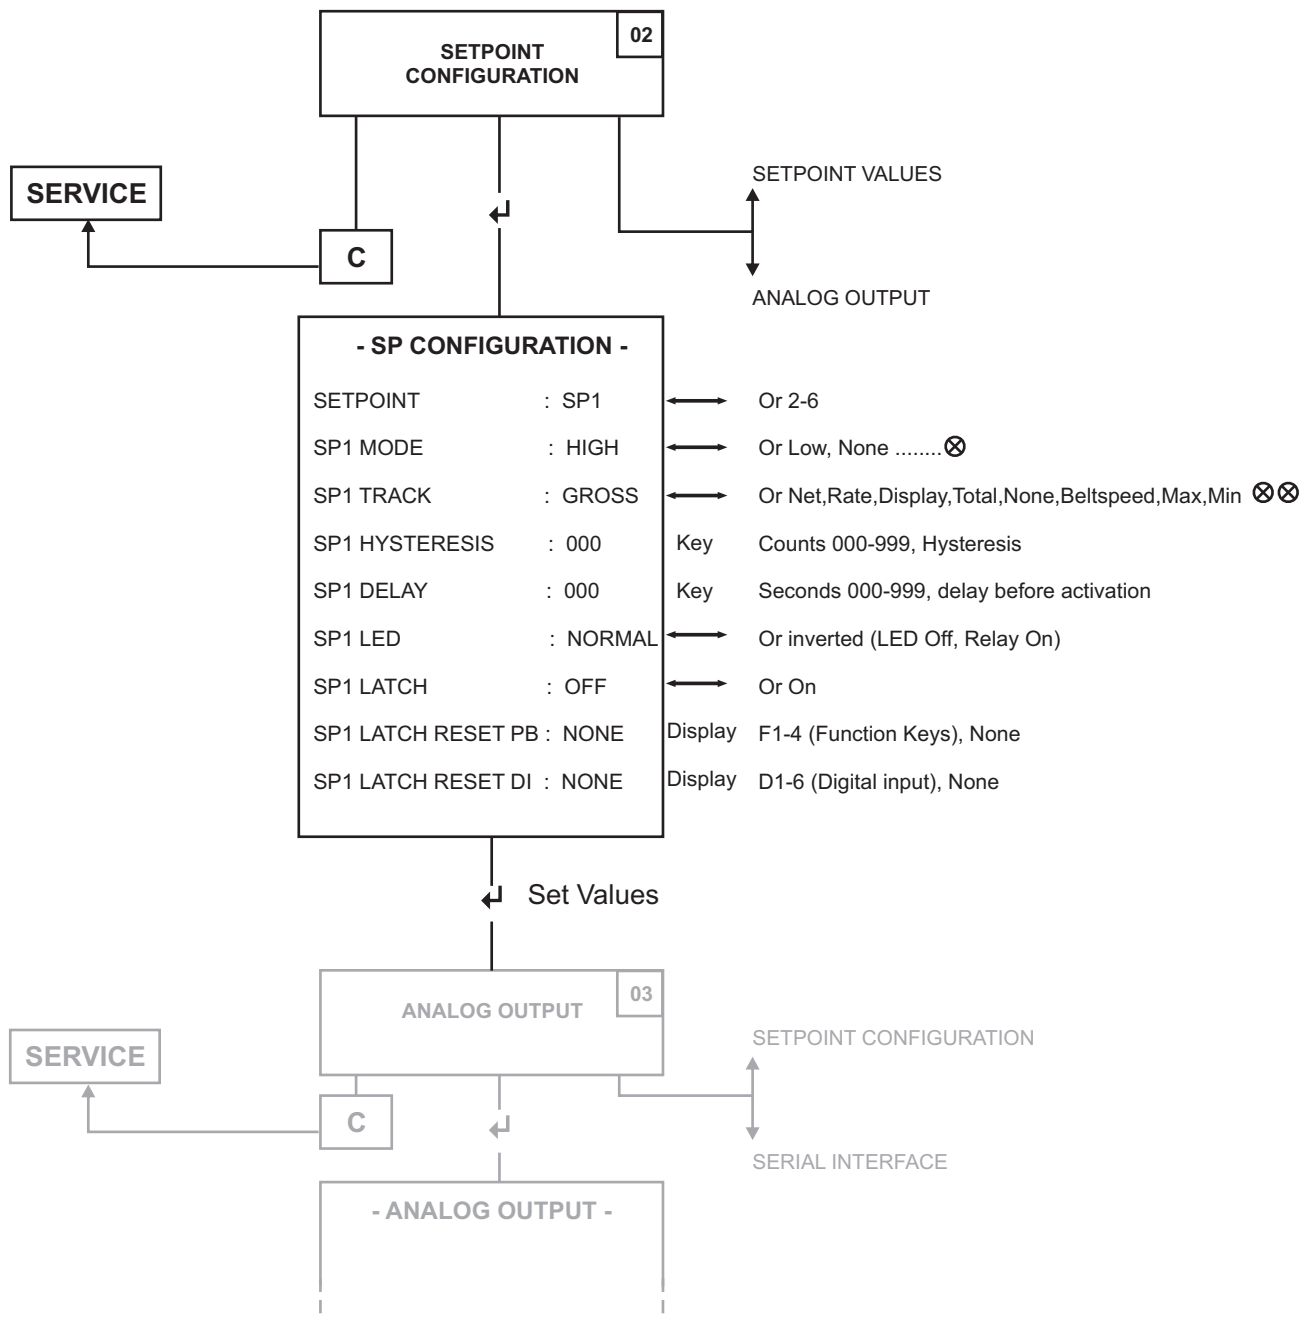 02
SETPOINT
CONFIGURATION
SERVICE
C
SETPOINT VALUES
ANALOG OUTPUT
- SP CONFIGURATION -
SETPOINT : SP1 Or 2-6
SP1 MODE : HIGH Or Low, None ........⊗
SP1 TRACK : GROSS Or Net,Rate,Display,Total,None,Beltspeed,Max,Min ⊗⊗
SP1 HYSTERESIS : 000 Key Counts 000-999, Hysteresis
SP1 DELAY : 000 Key Seconds 000-999, delay before activation
SP1 LED : NORMAL Or inverted (LED Off, Relay On)
SP1 LATCH : OFF Or On
SP1 LATCH RESET PB : NONE Display F1-4 (Function Keys), None
SP1 LATCH RESET DI : NONE Display D1-6 (Digital input), None
Set Values
03
ANALOG OUTPUT
SERVICE
C
SETPOINT CONFIGURATION
SERIAL INTERFACE
- ANALOG OUTPUT -